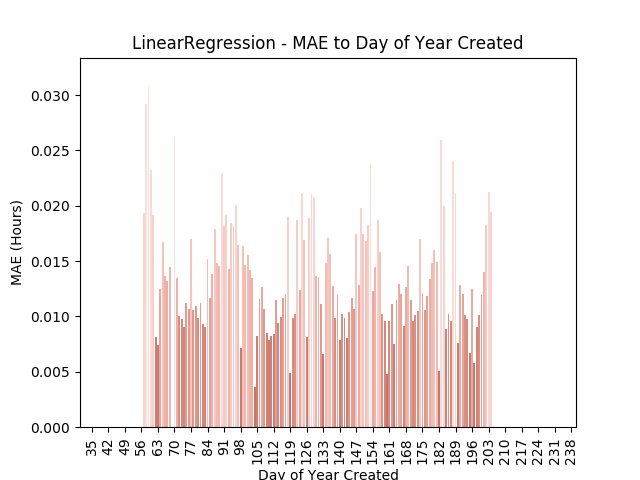 LinearRegression - MAE to Day of Year Created
MAE (Hours)
0.030
0.025
0.020
0.015
0.010
0.005
0.000
35 42 49 56 63 70 77 84 91 98 105 112 119 126 133 140 147 154 161 168 175 182 189 196 203 210 217 224 231 238
Day of Year Created